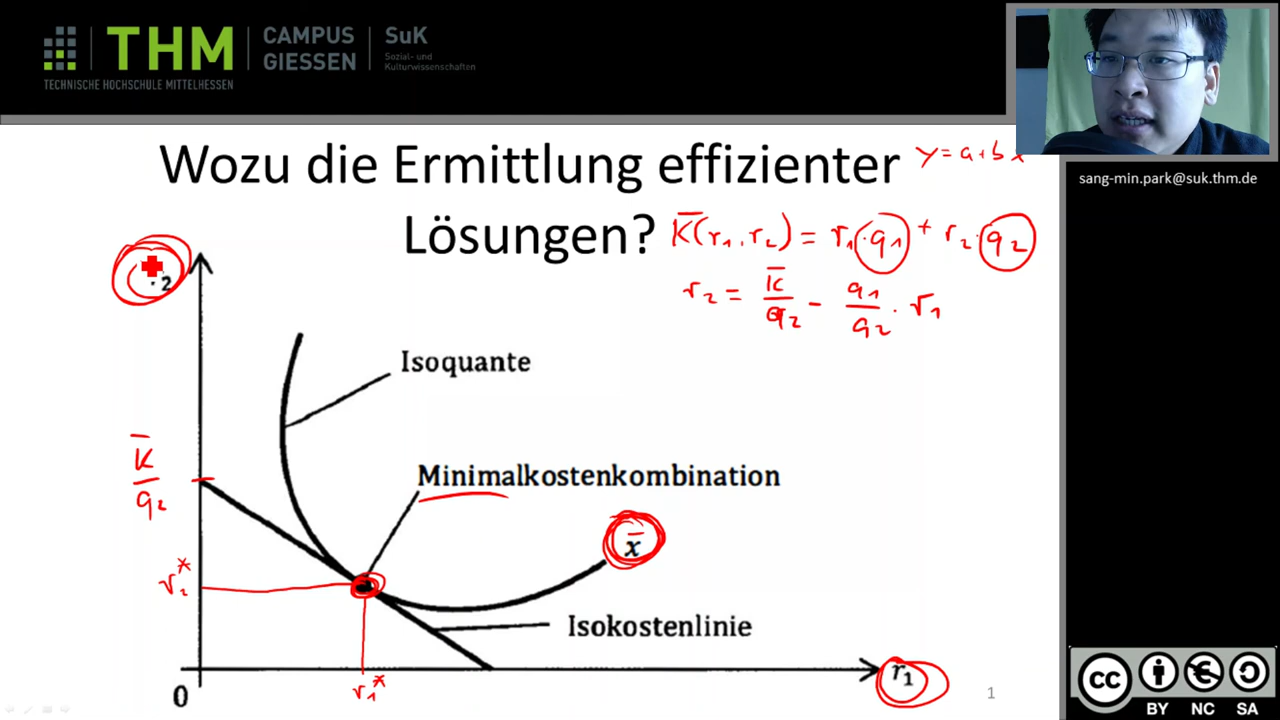 THM
TECHNISCHE HOCHSCHULE MITTELHESSEN
CAMPUS
GIESSEN
SuK
Sozial- und
Kulturwissenschaften
sang-min.park@suk.thm.de
Wozu die Ermittlung effizienter
Lösungen?
y = a + b x
K̄(r₁, r₂) = r₁ · q₁ + r₂ · q₂
r₂ = K̄/q₂ - q₁/q₂ · r₁
2
Isoquante
K̄/q₂
Minimalkostenkombination
x̄
r₂*
Isokostenlinie
r₁
0
r₁*
1
cc
BY NC SA